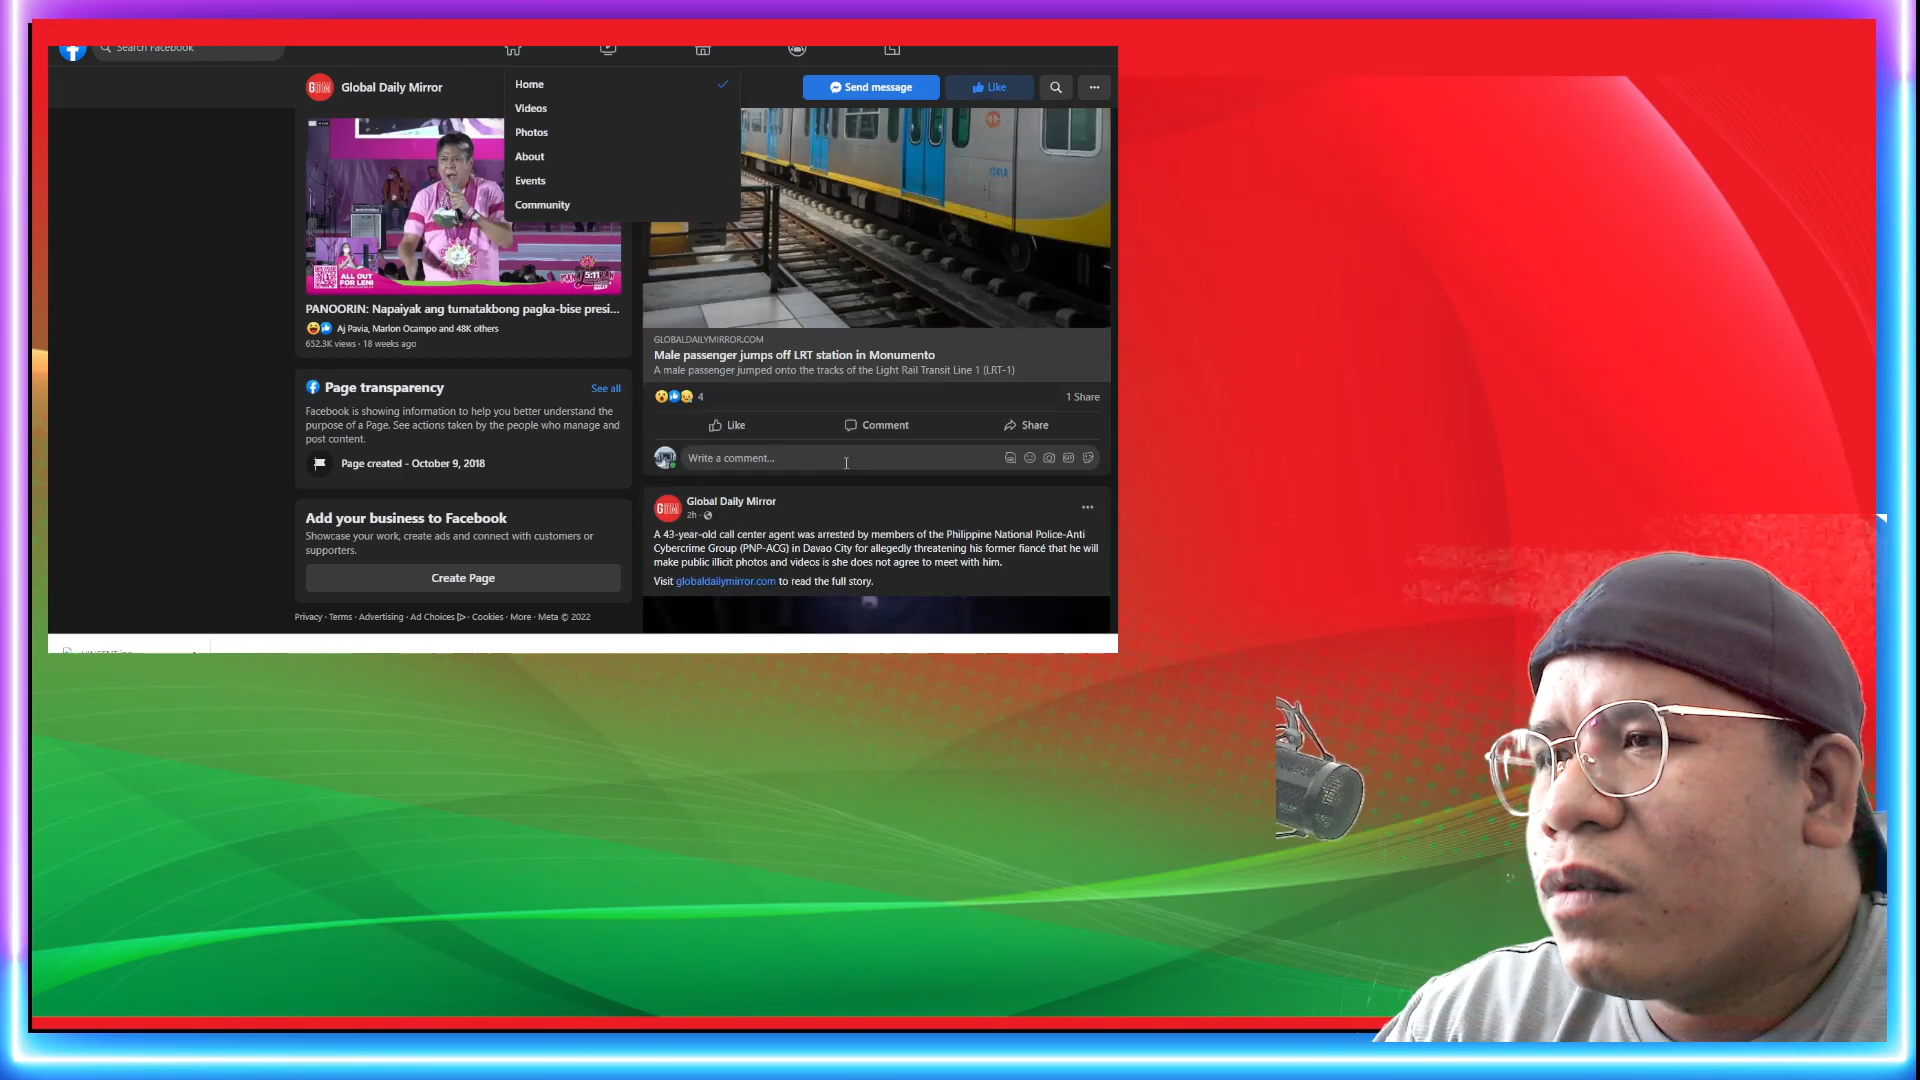 Search Facebook
GDM
Global Daily Mirror
Home
Videos
Photos
About
Events
Community
Send message
Like
ALL OUT
FOR LENI
5:11
PANOORIN: Napaiyak ang tumatakbong pagka-bise presi...
Aj Pavia, Marlon Ocampo and 48K others
652.3K views · 18 weeks ago
Page transparency
See all
Facebook is showing information to help you better understand the
purpose of a Page. See actions taken by the people who manage and
post content.
Page created - October 9, 2018
Add your business to Facebook
Showcase your work, create ads and connect with customers or
supporters.
Create Page
Privacy · Terms · Advertising · Ad Choices · Cookies · More · Meta © 2022
GLOBALDAILYMIRROR.COM
Male passenger jumps off LRT station in Monumento
A male passenger jumped onto the tracks of the Light Rail Transit Line 1 (LRT-1)
4
1 Share
Like
Comment
Share
Write a comment...
GDM
Global Daily Mirror
2h ·
A 43-year-old call center agent was arrested by members of the Philippine National Police-Anti
Cybercrime Group (PNP-ACG) in Davao City for allegedly threatening his former fiancé that he will
make public illicit photos and videos is she does not agree to meet with him.
Visit globaldailymirror.com to read the full story.